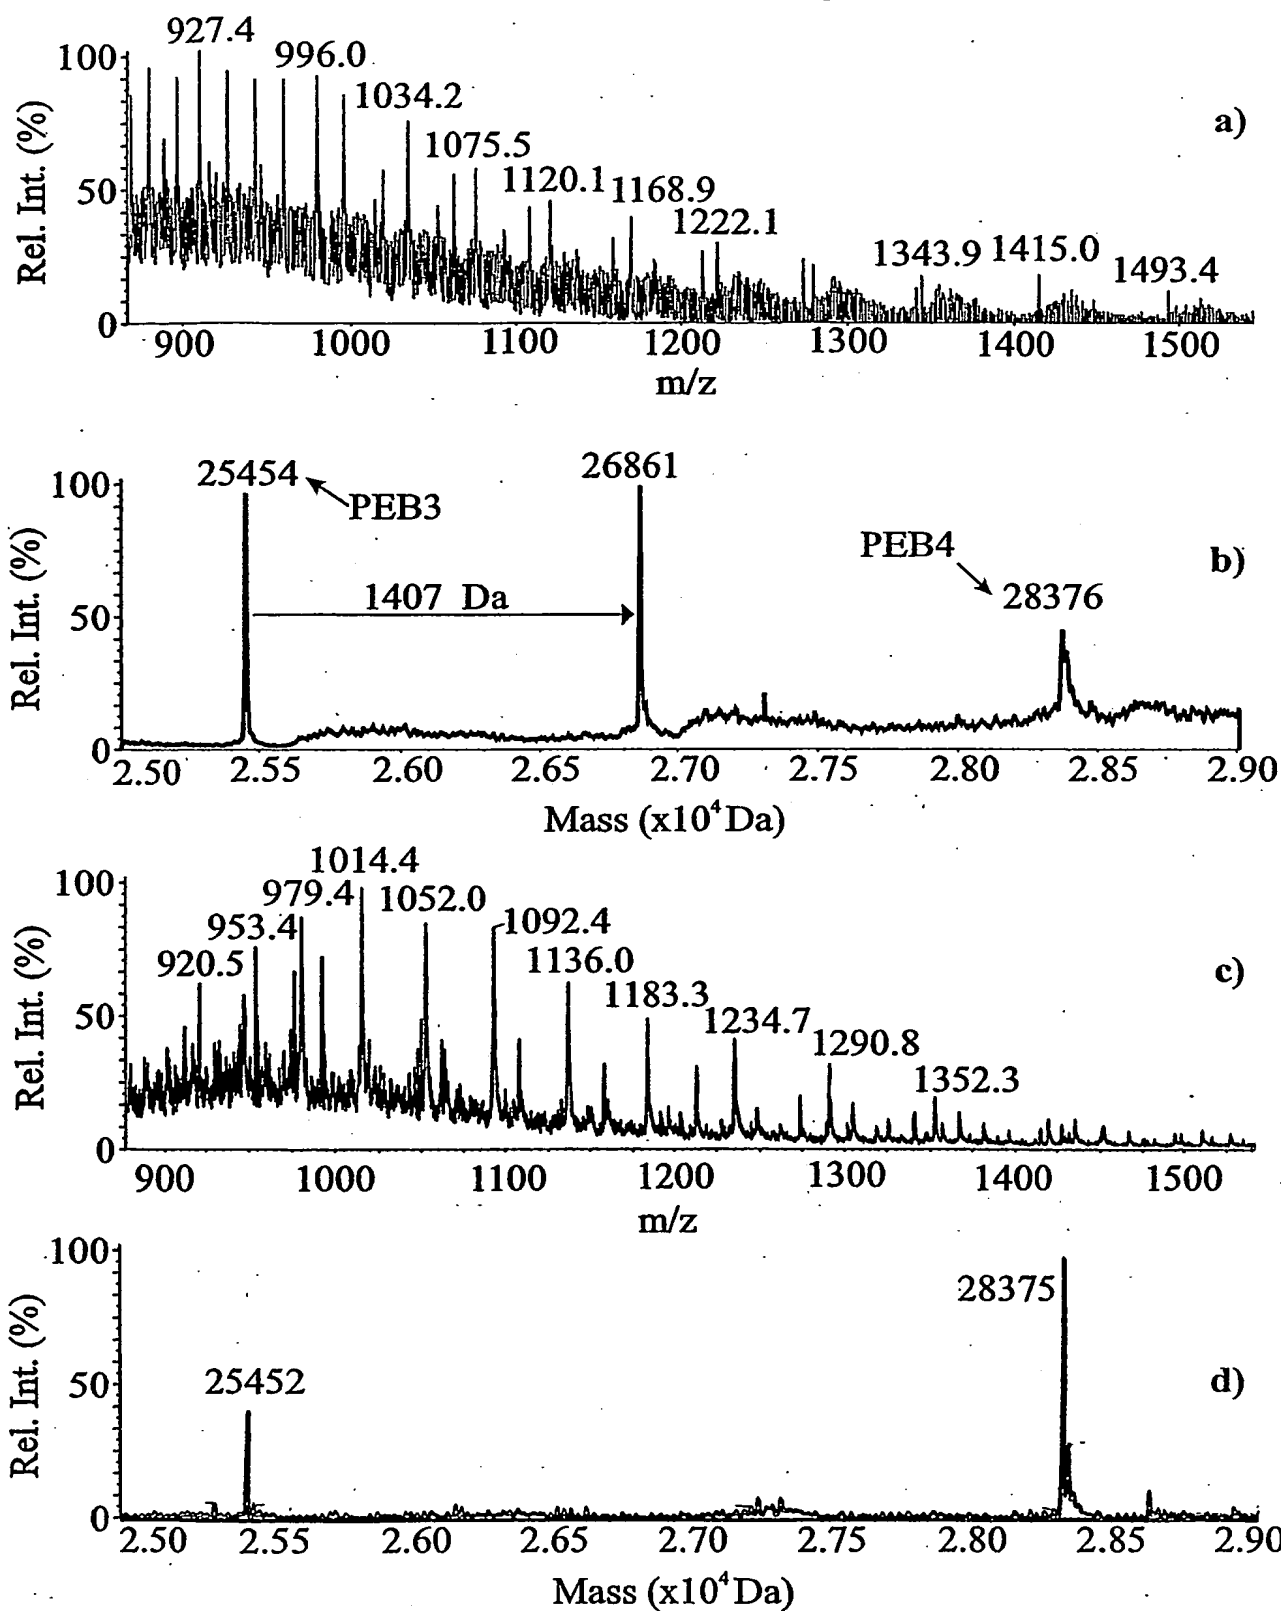 927.4
996.0
1034.2
1075.5
1120.1
1168.9
1222.1
1343.9
1415.0
1493.4
a)
Rel. Int. (%)
100
50
0
900 1000 1100 1200 1300 1400 1500
m/z
25454
PEB3
26861
1407 Da
PEB4
28376
b)
Rel. Int. (%)
100
50
0
2.50 2.55 2.60 2.65 2.70 2.75 2.80 2.85 2.90
Mass (x10⁴ Da)
920.5
953.4
979.4
1014.4
1052.0
1092.4
1136.0
1183.3
1234.7
1290.8
1352.3
c)
Rel. Int. (%)
100
50
0
900 1000 1100 1200 1300 1400 1500
m/z
25452
28375
d)
Rel. Int. (%)
100
50
0
2.50 2.55 2.60 2.65 2.70 2.75 2.80 2.85 2.90
Mass (x10⁴ Da)